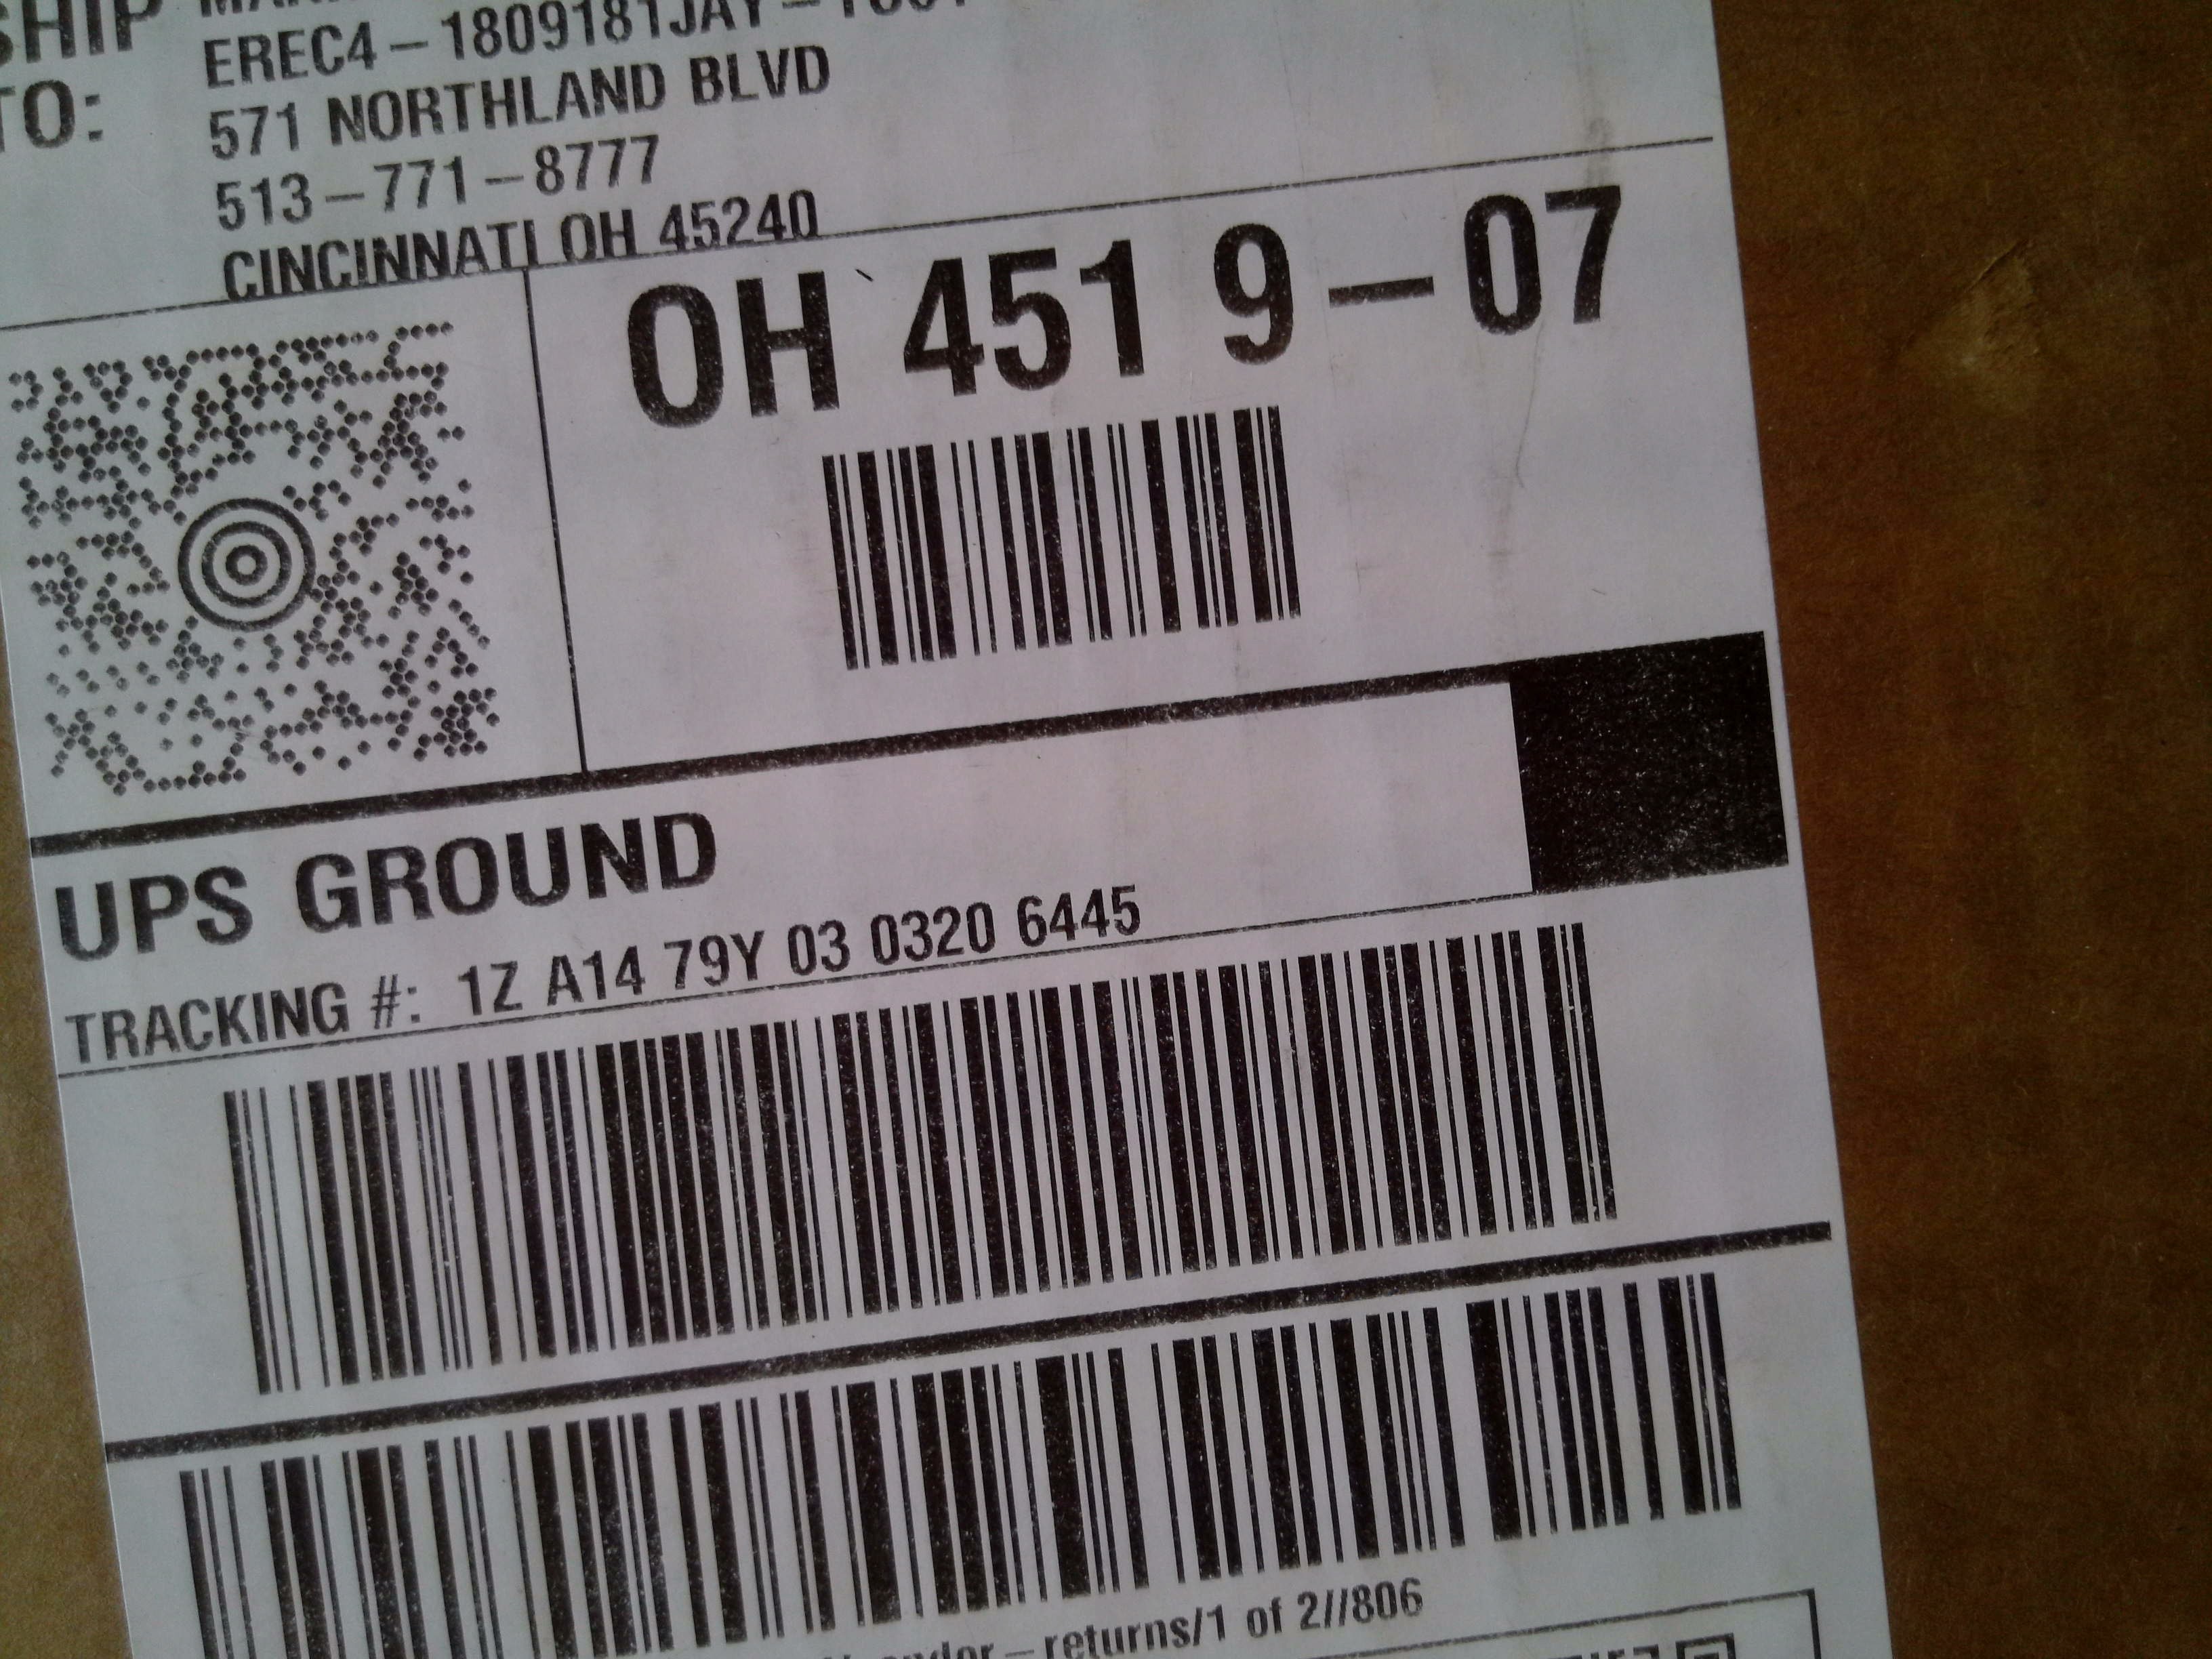 SHIP
TO:
EREC4-1809181JAY-
571 NORTHLAND BLVD
513-771-8777
CINCINNATI OH 45240
OH 451 9-07
UPS GROUND
TRACKING #: 1Z A14 79Y 03 0320 6445
-returns/1 of 2//806